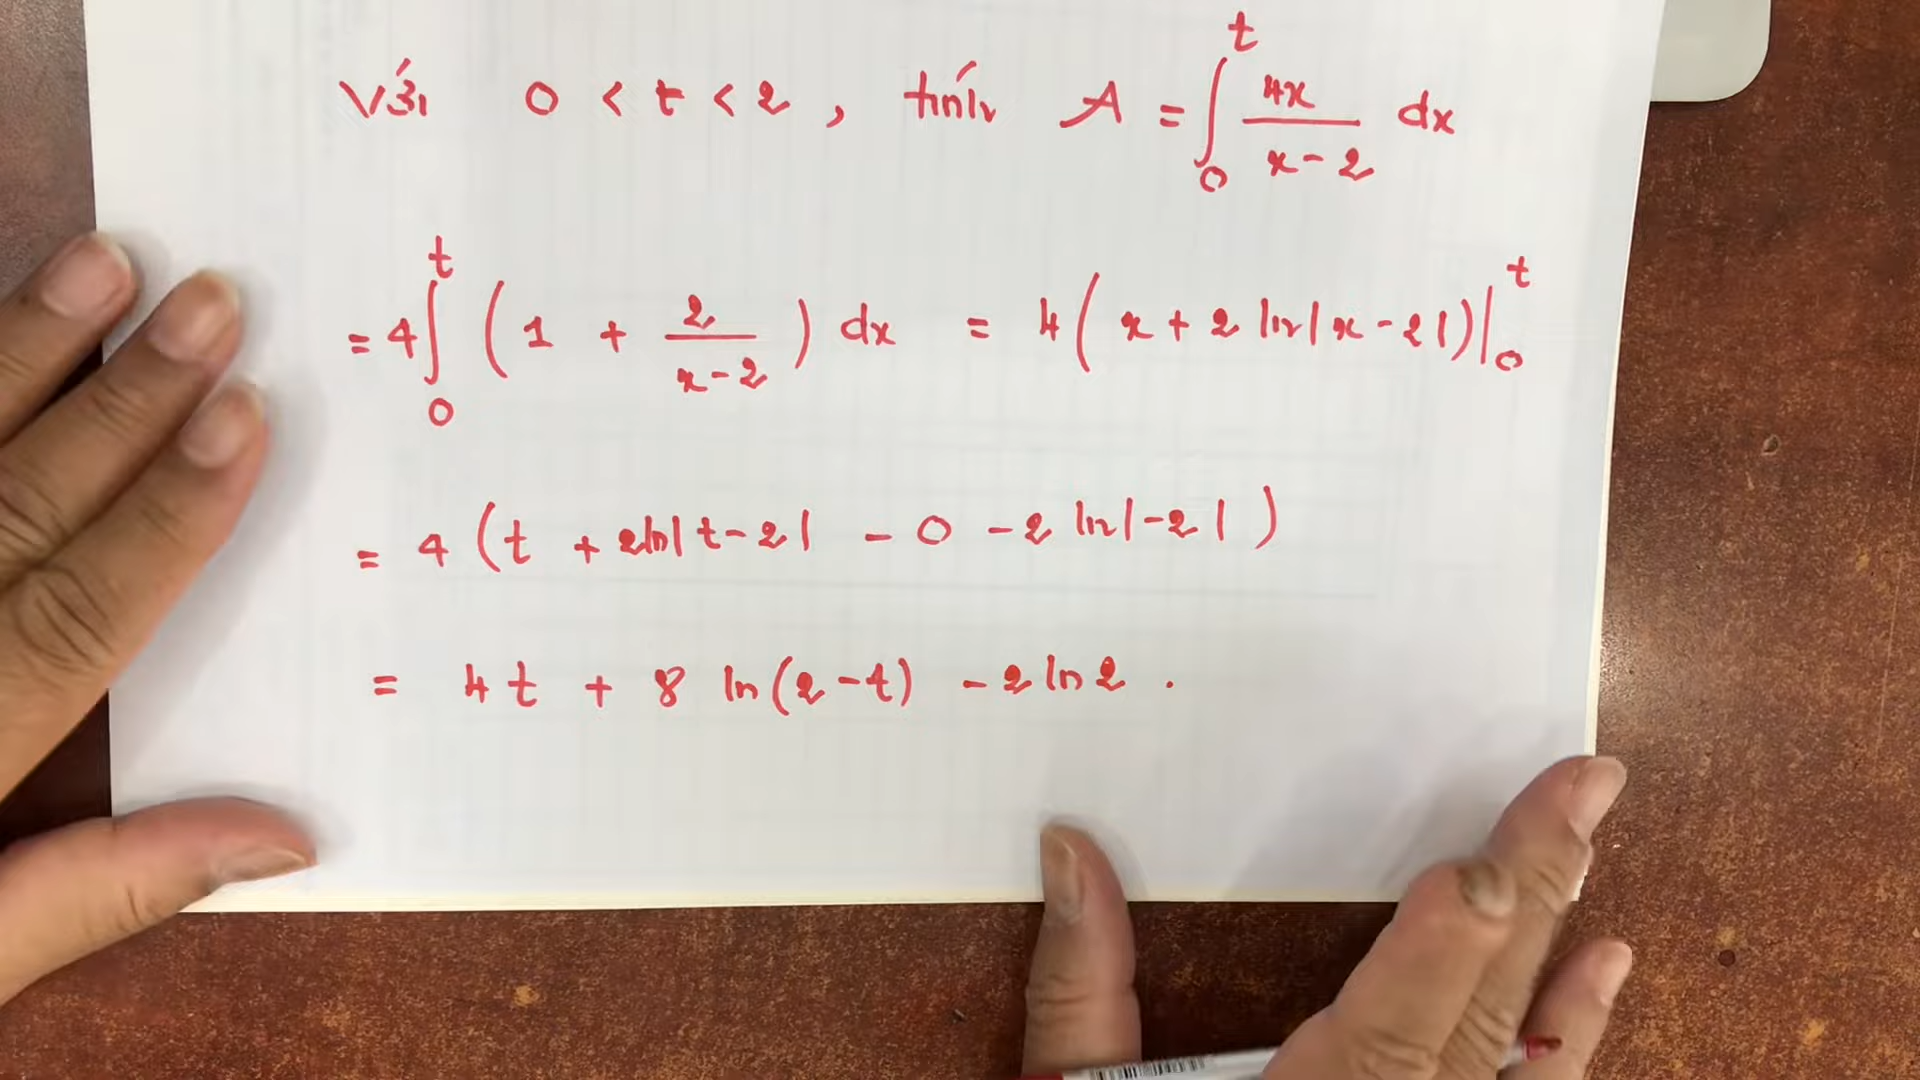 Với 0 < t < 2, tính A = ∫₀ᵗ 4x/(x-2) dx
= 4∫₀ᵗ (1 + 2/(x-2)) dx = 4(x + 2 ln|x-2|)|₀ᵗ
= 4(t + 2ln|t-2| - 0 - 2 ln|-2|)
= 4t + 8 ln(2-t) - 2 ln 2.